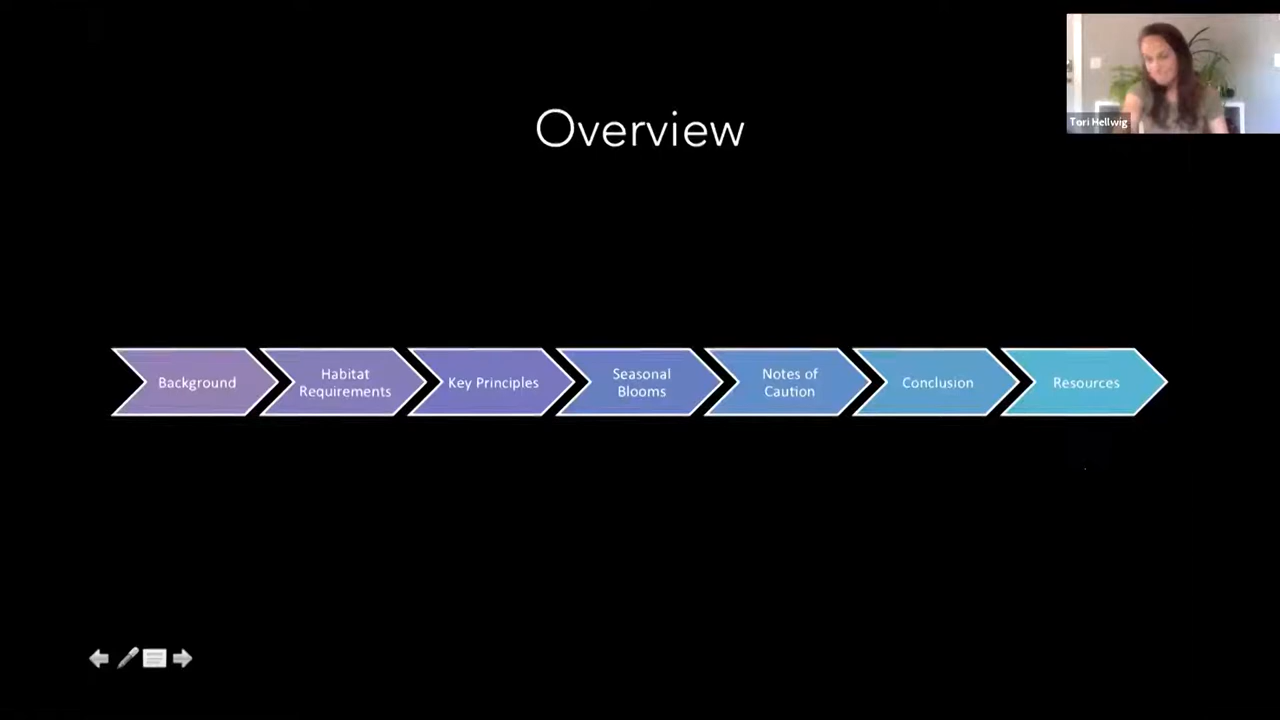 Overview
Tori Hellwig
Background
Habitat
Requirements
Key Principles
Seasonal
Blooms
Notes of
Caution
Conclusion
Resources